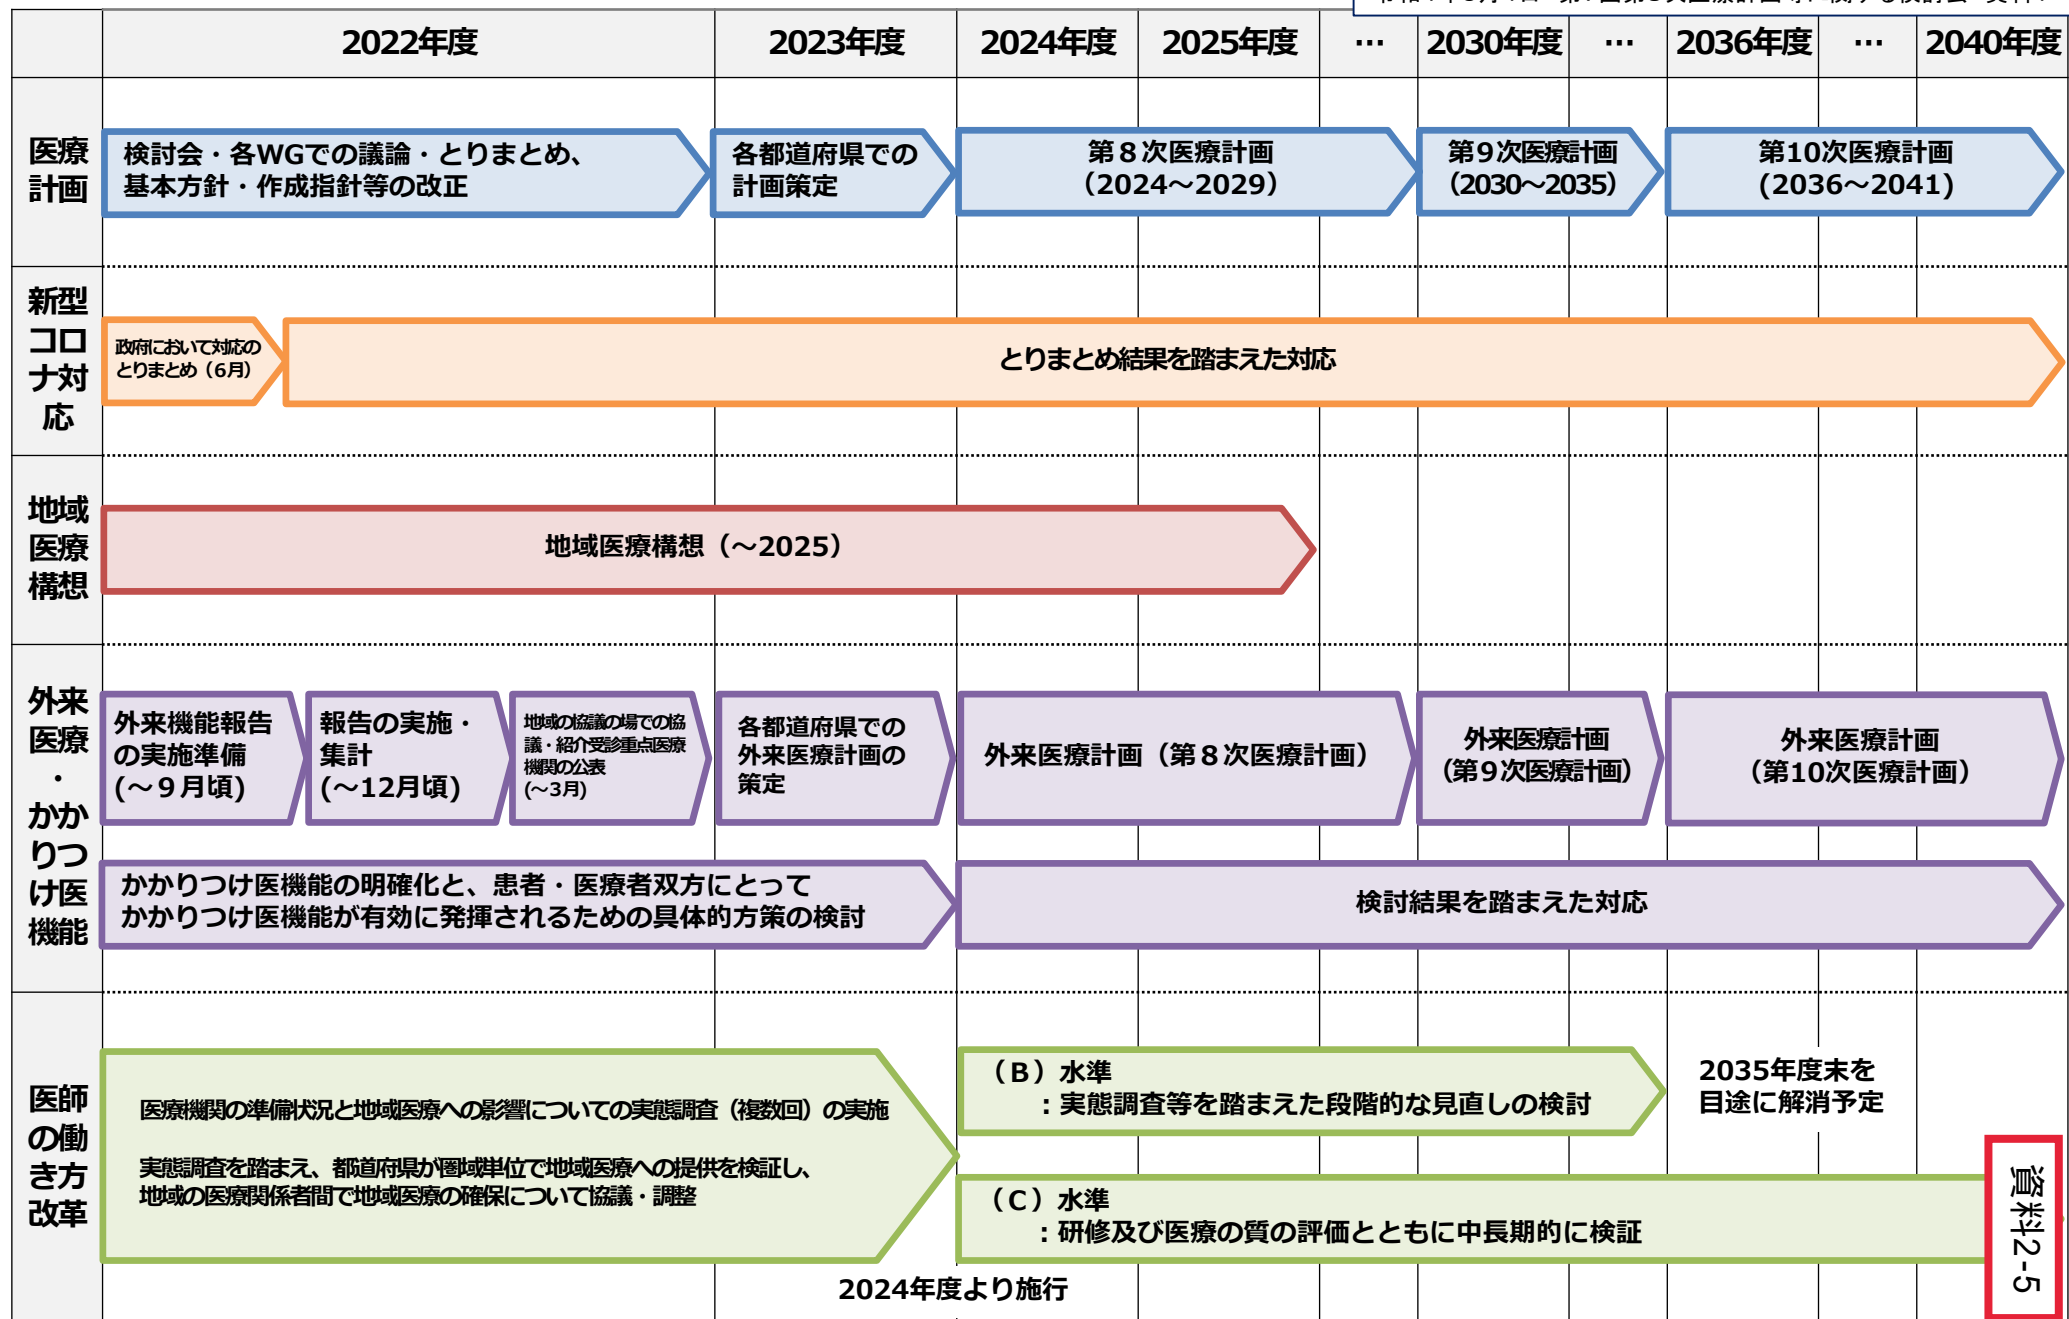 2022年度
2023年度
2024年度
2025年度
…
2030年度
…
2036年度
…
2040年度
医療
計画
検討会・各WGでの議論・とりまとめ、
基本方針・作成指針等の改正
各都道府県での
計画策定
第８次医療計画
（2024～2029）
第９次医療計画
（2030～2035）
第10次医療計画
(2036～2041)
新型
コロ
ナ対
応
政府において対応の
とりまとめ（6月）
とりまとめ結果を踏まえた対応
地域
医療
構想
地域医療構想（～2025）
外来
医療
・
かか
りつ
け医
機能
外来機能報告
の実施準備
(～９月頃)
報告の実施・
集計
(～12月頃)
地域の協議の場での協
議・紹介受診重点医療
機関の公表
(～3月)
各都道府県での
外来医療計画の
策定
外来医療計画（第８次医療計画）
外来医療計画
（第９次医療計画）
外来医療計画
（第10次医療計画）
かかりつけ医機能の明確化と、患者・医療者双方にとって
かかりつけ医機能が有効に発揮されるための具体的方策の検討
検討結果を踏まえた対応
医師
の働
き方
改革
医療機関の準備状況と地域医療への影響についての実態調査（複数回）の実施
実態調査を踏まえ、都道府県が圏域単位で地域医療への提供を検証し、
地域の医療関係者間で地域医療の確保について協議・調整
（Ｂ）水準
：実態調査等を踏まえた段階的な見直しの検討
2035年度末を
目途に解消予定
（Ｃ）水準
：研修及び医療の質の評価とともに中長期的に検証
2024年度より施行
資料2-5